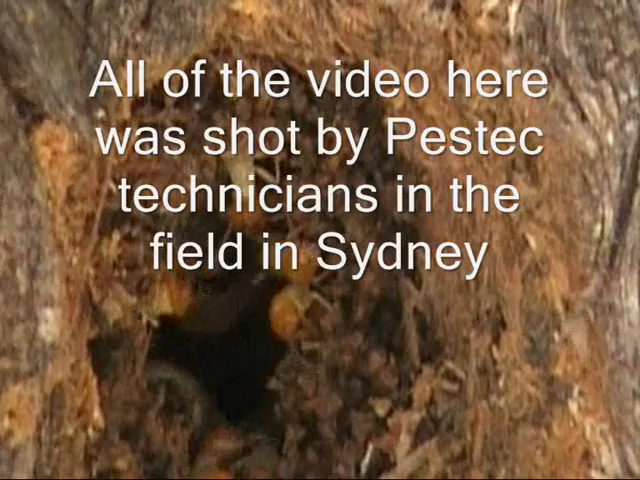 All of the video here
was shot by Pestec
technicians in the
field in Sydney